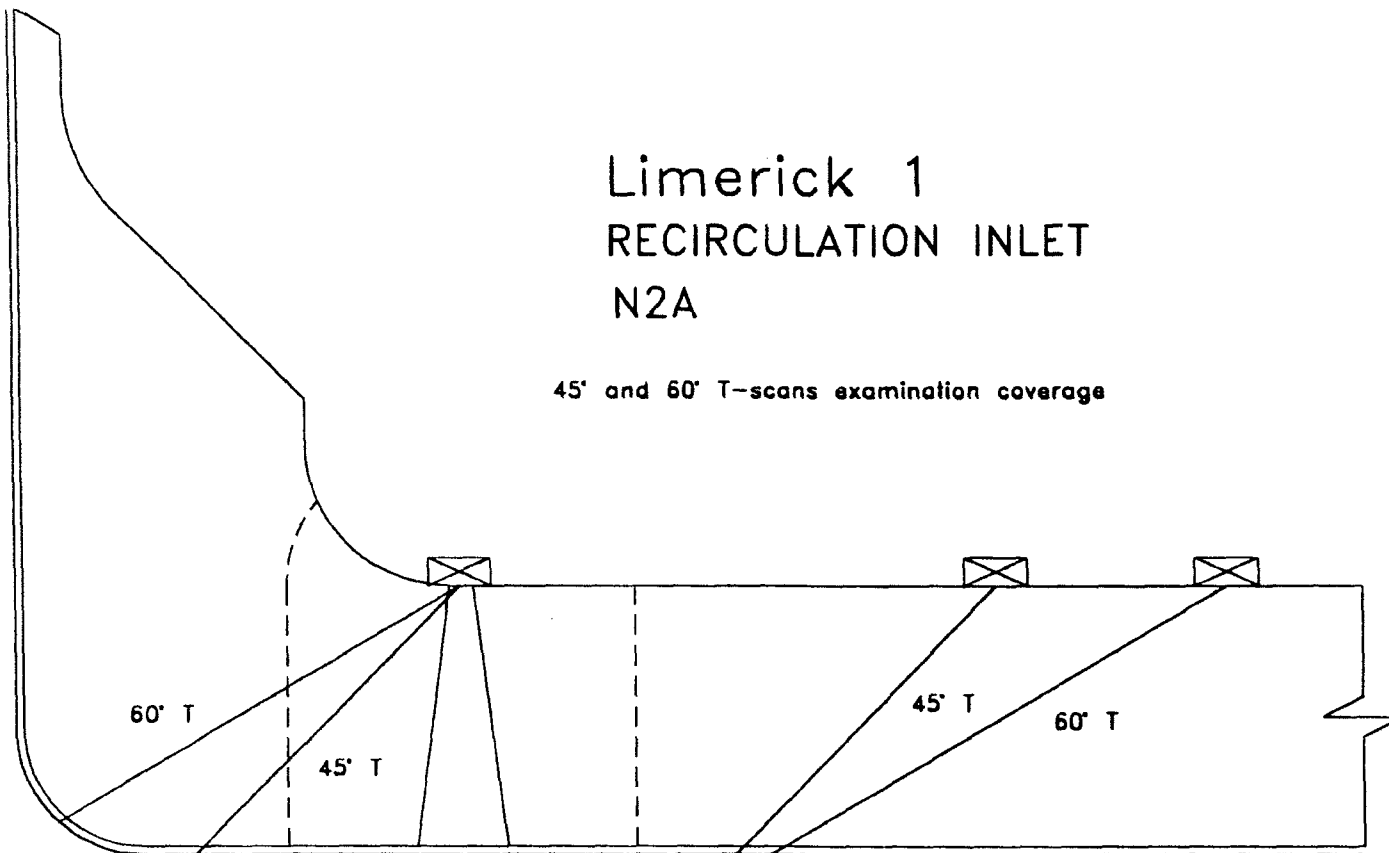 Limerick 1
RECIRCULATION INLET
N2A
45° and 60° T-scans examination coverage
60° T
45° T
45° T
60° T